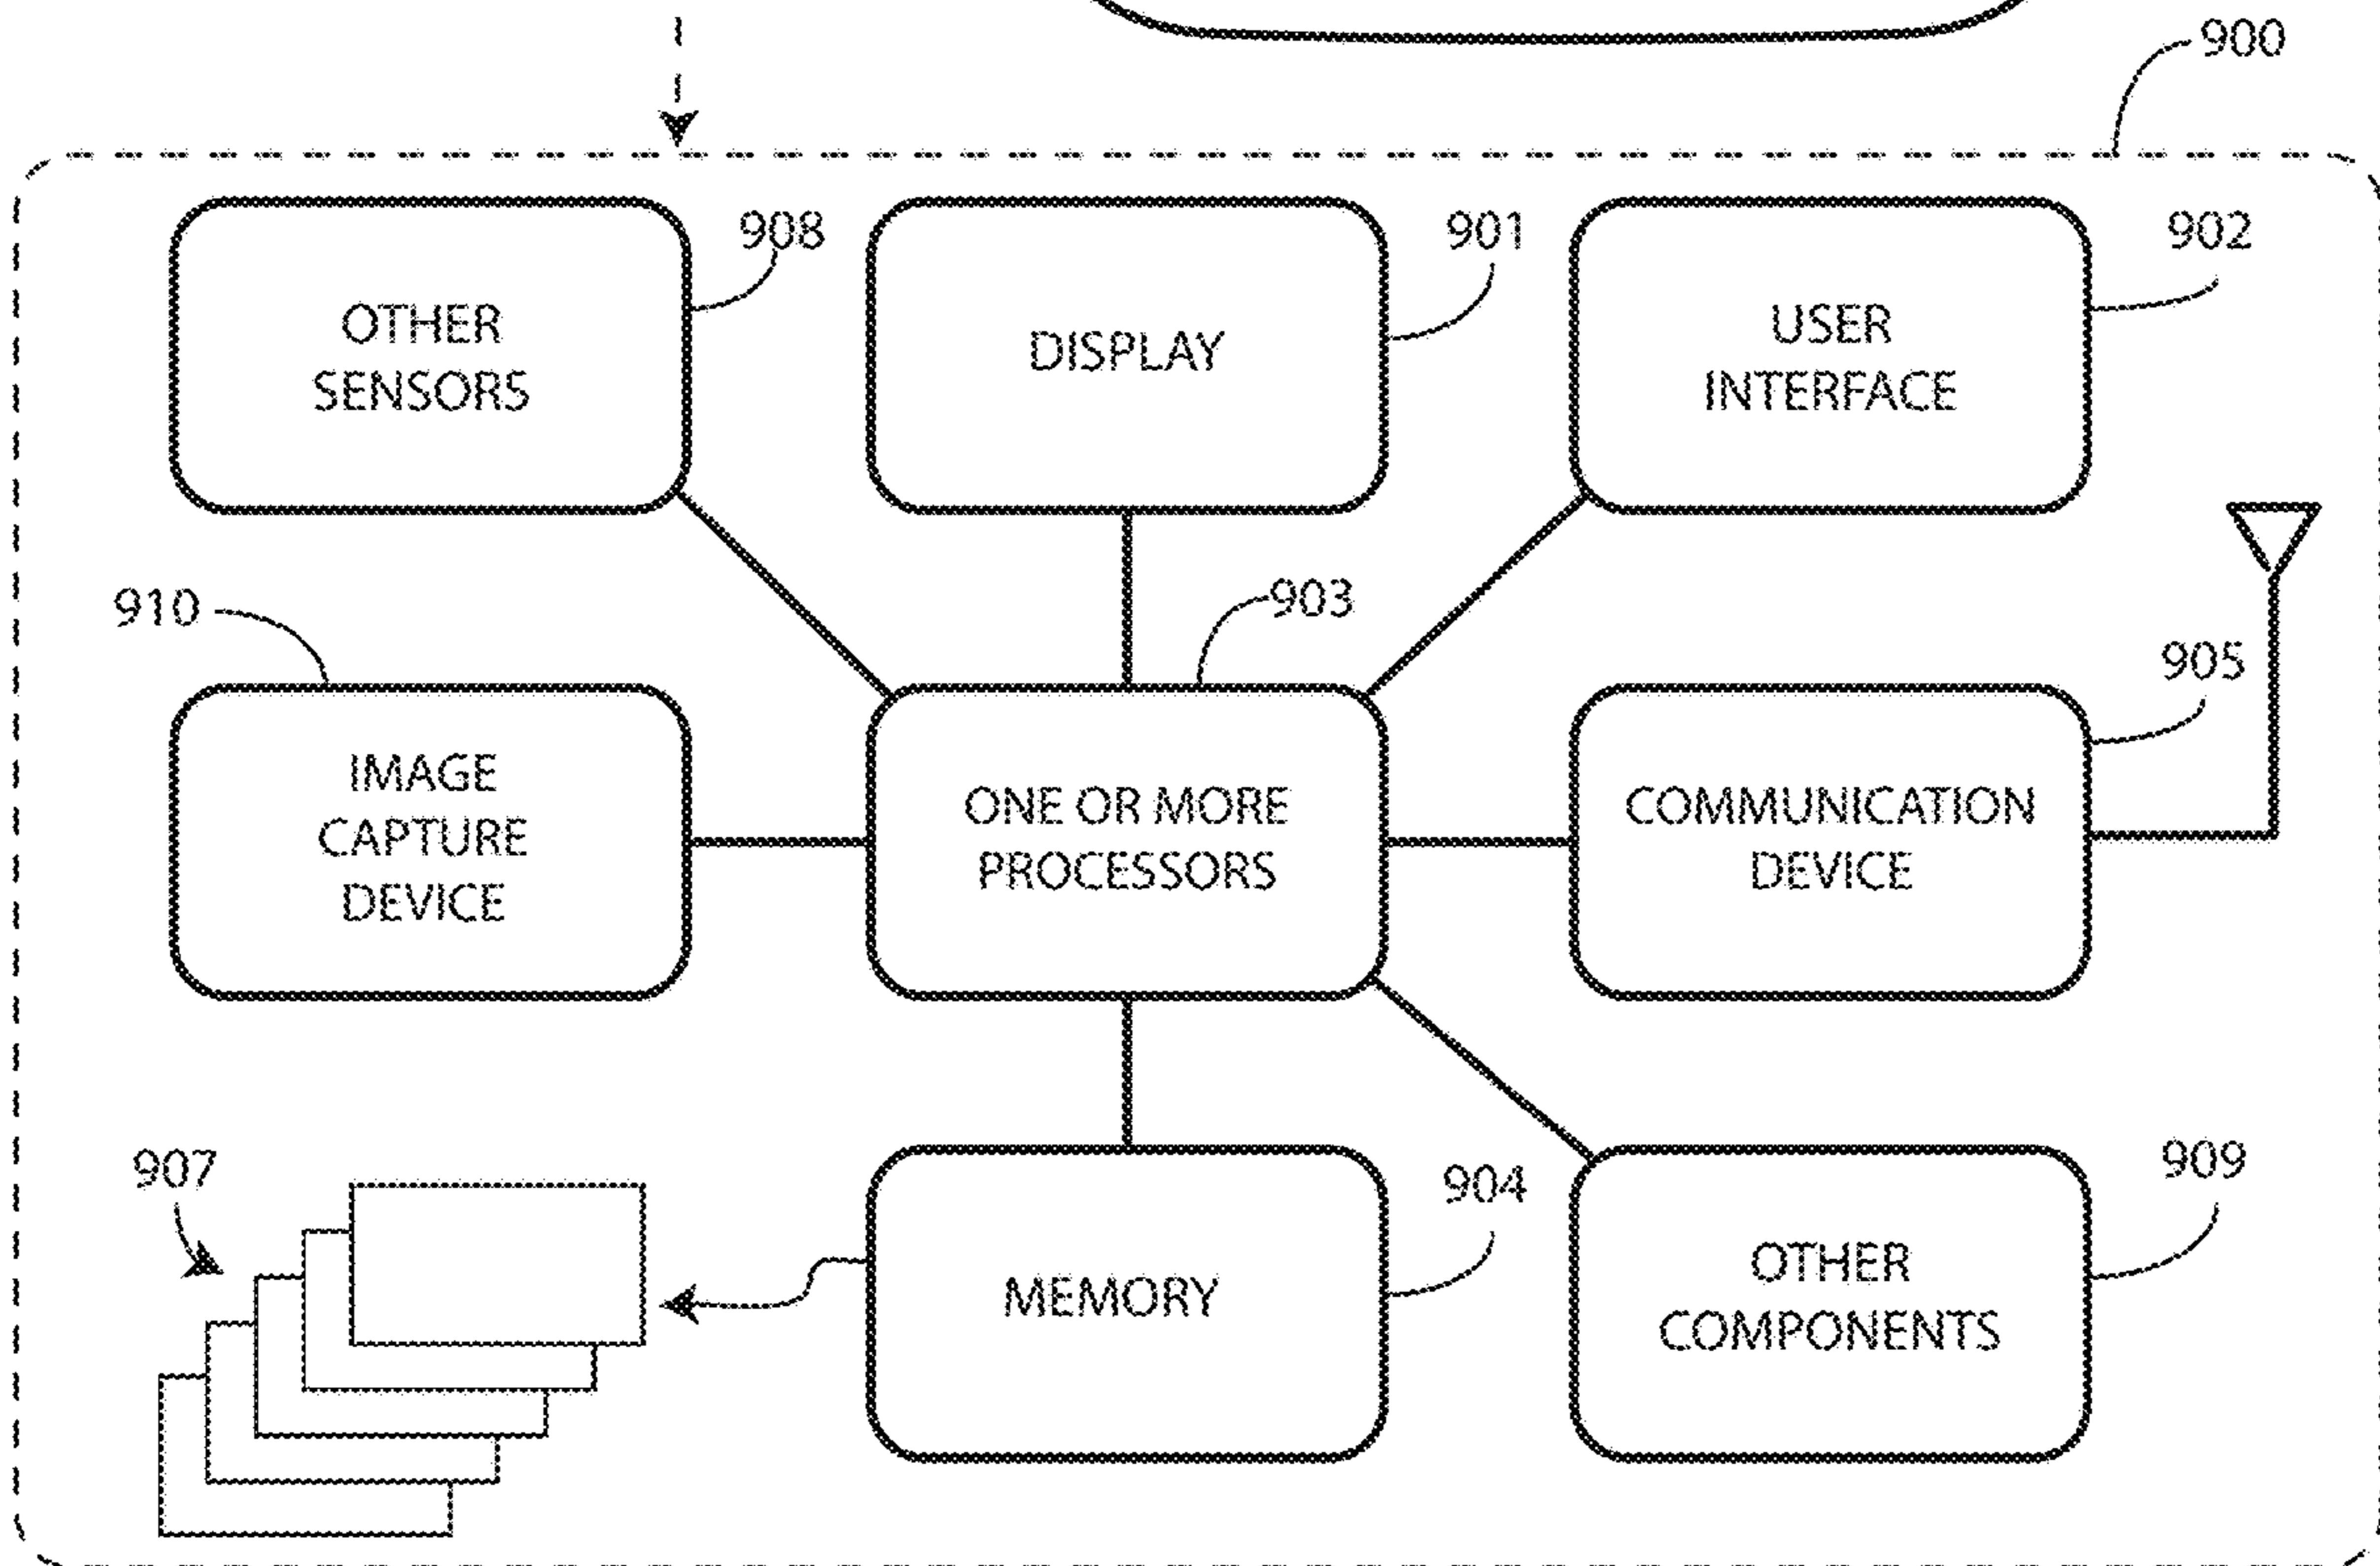 900
908
901
902
OTHER
SENSORS
DISPLAY
USER
INTERFACE
910
903
905
IMAGE
CAPTURE
DEVICE
ONE OR MORE
PROCESSORS
COMMUNICATION
DEVICE
907
904
909
MEMORY
OTHER
COMPONENTS